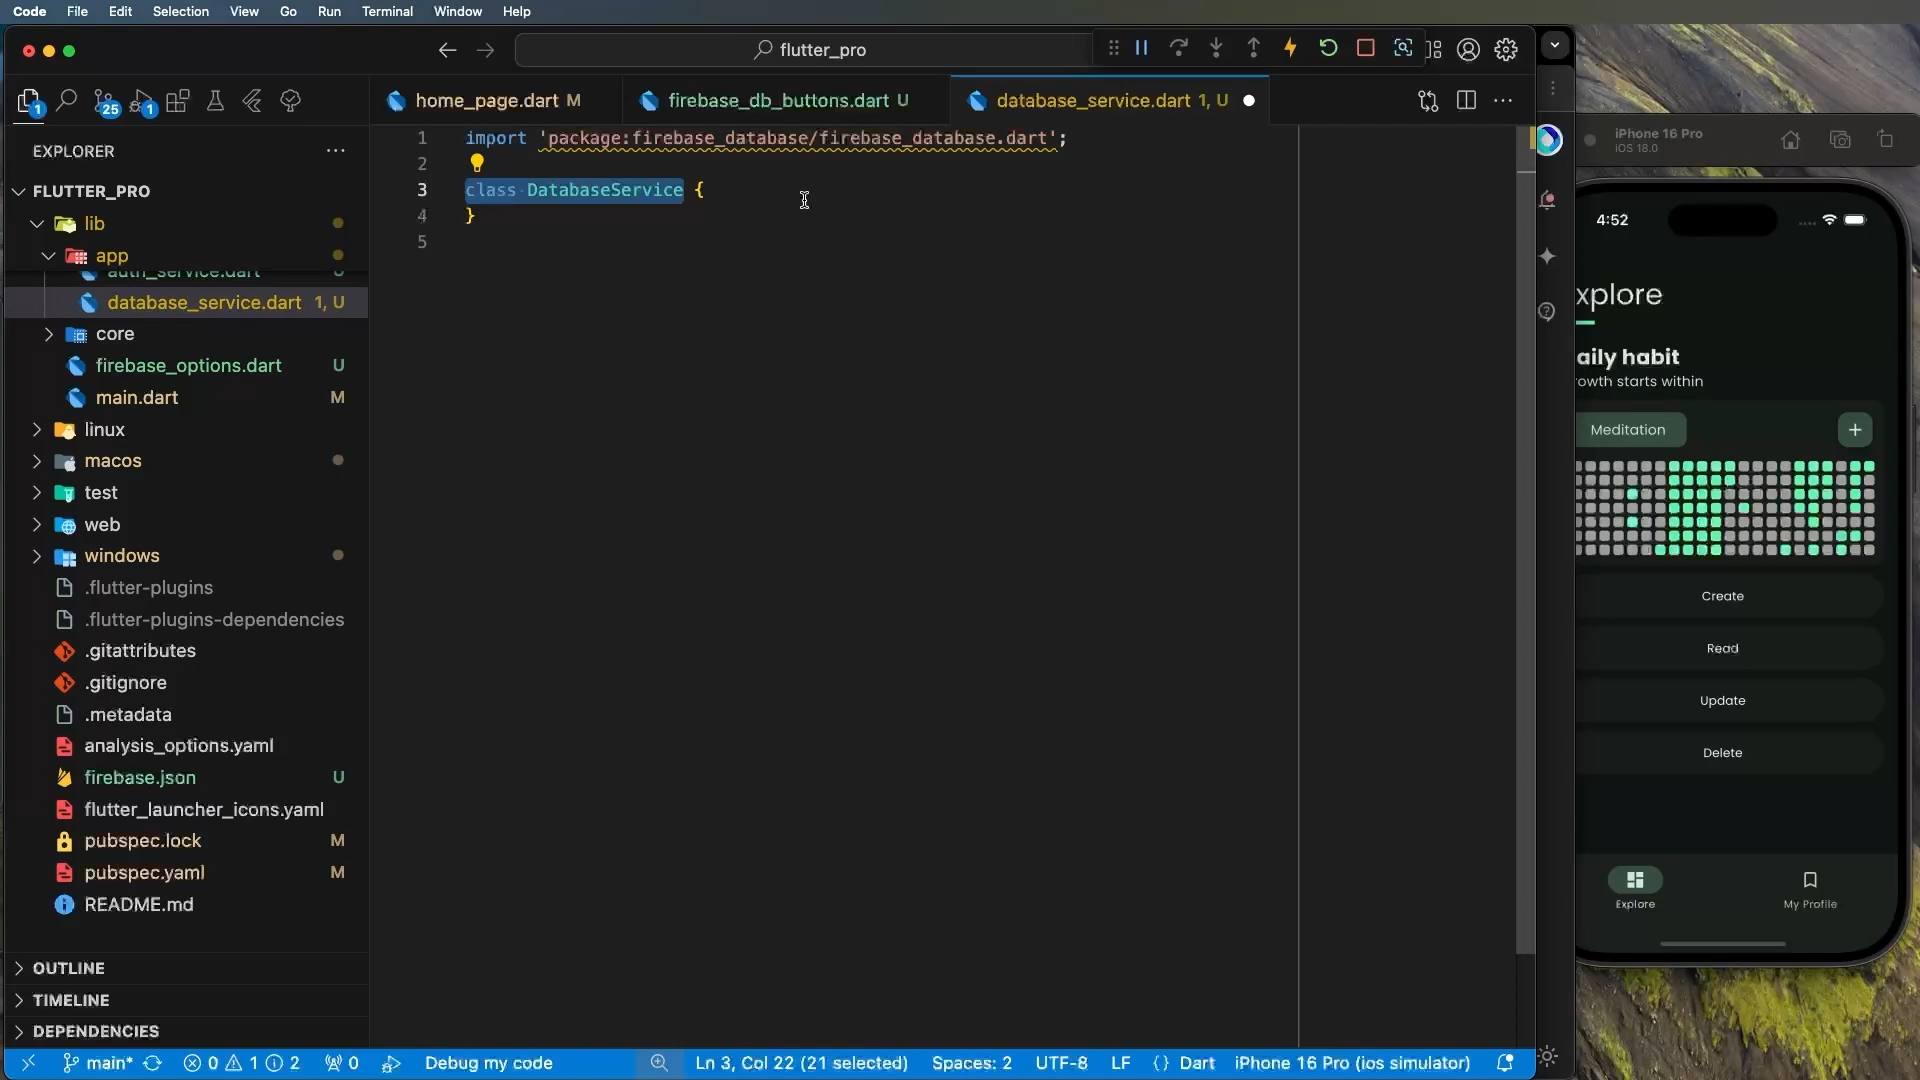 Code File Edit Selection View Go Run Terminal Window Help
flutter_pro
1 25 1
home_page.dart M
firebase_db_buttons.dart U
database_service.dart 1, U
EXPLORER
FLUTTER_PRO
lib
app
auth_service.dart U
database_service.dart 1, U
core
firebase_options.dart U
main.dart M
linux
macos
test
web
windows
.flutter-plugins
.flutter-plugins-dependencies
.gitattributes
.gitignore
.metadata
analysis_options.yaml
firebase.json U
flutter_launcher_icons.yaml
pubspec.lock M
pubspec.yaml M
README.md
OUTLINE
TIMELINE
DEPENDENCIES
1 import 'package:firebase_database/firebase_database.dart';
2
3 class DatabaseService {
4 }
5
iPhone 16 Pro
iOS 18.0
4:52
xplore
aily habit
rowth starts within
Meditation +
Create
Read
Update
Delete
Explore My Profile
main* 0 1 2 0 Debug my code Ln 3, Col 22 (21 selected) Spaces: 2 UTF-8 LF {} Dart iPhone 16 Pro (ios simulator)